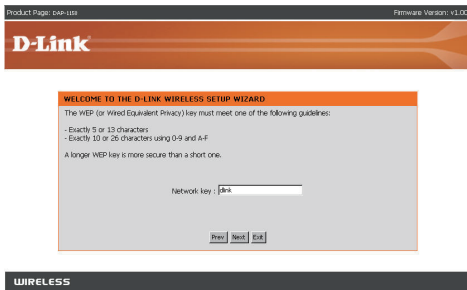 Product Page: DAP-1150
Firmware Version: v1.00
D-Link
WELCOME TO THE D-LINK WIRELESS SETUP WIZARD
The WEP (or Wired Equivalent Privacy) key must meet one of the following guidelines:
- Exactly 5 or 13 characters
- Exactly 10 or 26 characters using 0-9 and A-F
A longer WEP key is more secure than a short one.
Network key : dlink
Prev Next Exit
WIRELESS